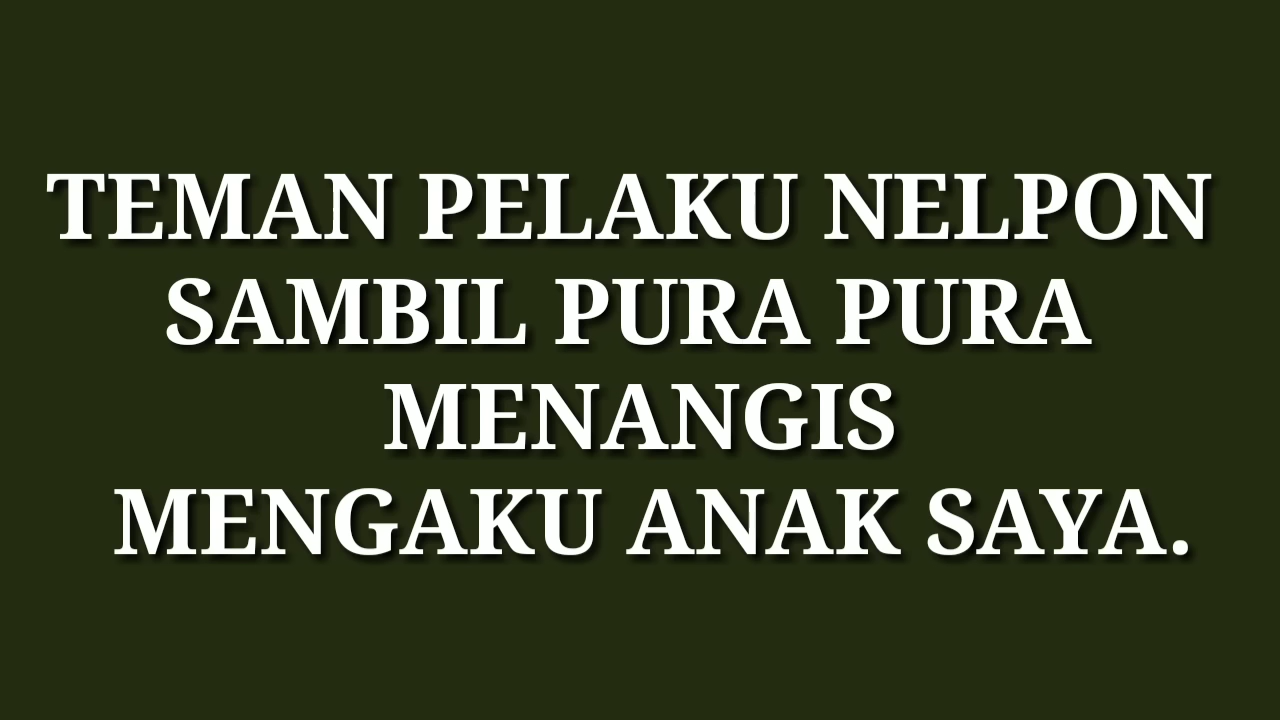 TEMAN PELAKU NELPON
SAMBIL PURA PURA
MENANGIS
MENGAKU ANAK SAYA.